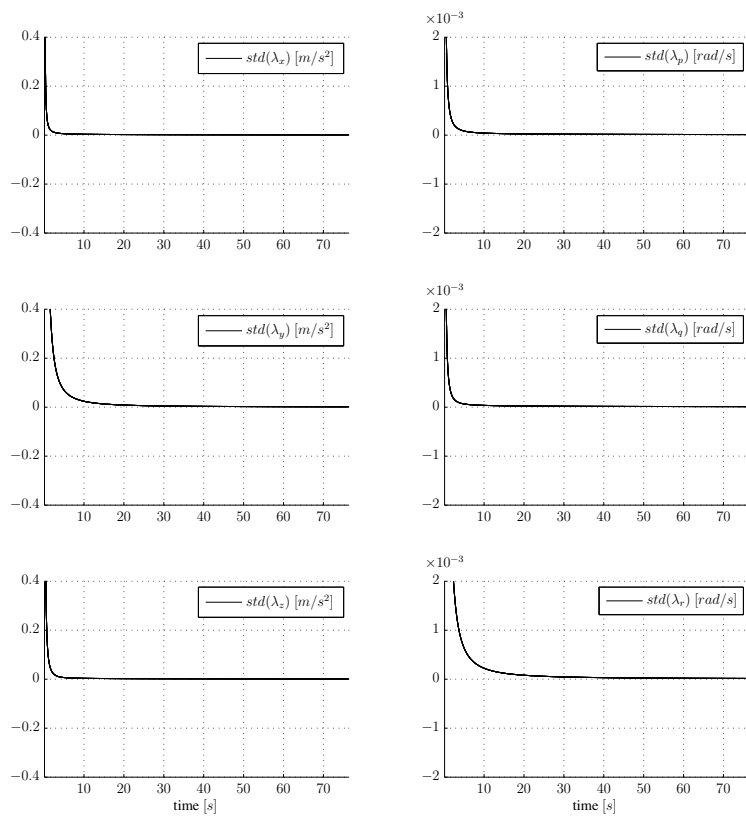 0.4
0.2
0
−0.2
−0.4
10 20 30 40 50 60 70
std(λ_x) [m/s²]
×10⁻³
2
1
0
−1
−2
10 20 30 40 50 60 70
std(λ_p) [rad/s]
0.4
0.2
0
−0.2
−0.4
10 20 30 40 50 60 70
std(λ_y) [m/s²]
×10⁻³
2
1
0
−1
−2
10 20 30 40 50 60 70
std(λ_q) [rad/s]
0.4
0.2
0
−0.2
−0.4
10 20 30 40 50 60 70
time [s]
std(λ_z) [m/s²]
×10⁻³
2
1
0
−1
−2
10 20 30 40 50 60 70
time [s]
std(λ_r) [rad/s]